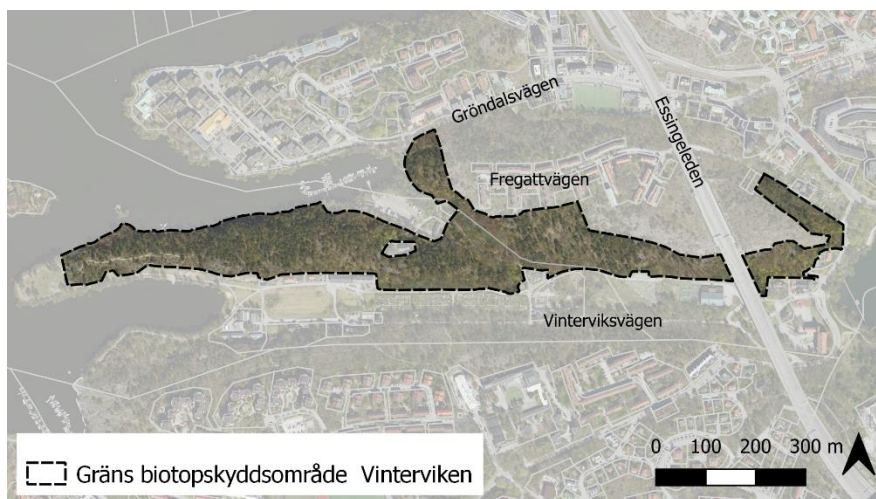 Gröndalsvägen
Essingeleden
Fregattvägen
Vinterviksvägen
Gräns biotopskyddsområde Vinterviken
0 100 200 300 m